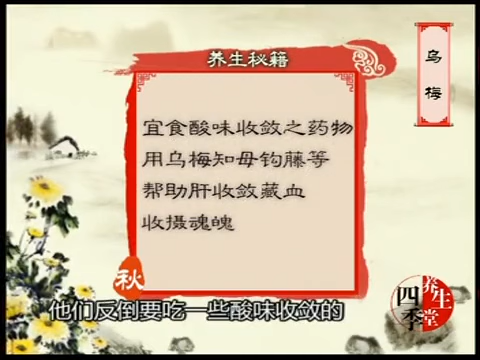 养生秘籍
乌梅
宜食酸味收敛之药物
用乌梅知母钩藤等
帮助肝收敛藏血
收摄魂魄
秋
他们反倒要吃一些酸味收敛的
四季
养生堂